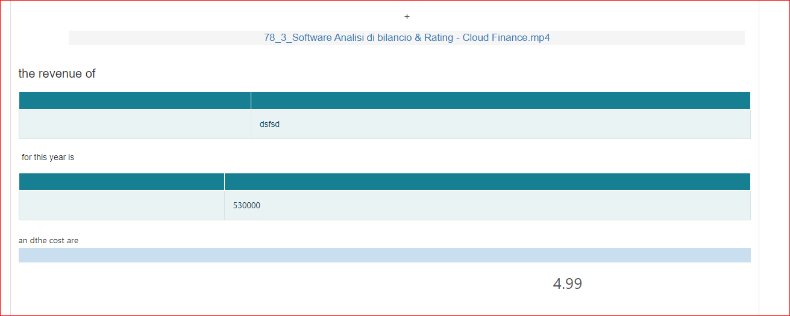 +
78_3_Software Analisi di bilancio & Rating - Cloud Finance.mp4
the revenue of
dsfsd
for this year is
530000
an dthe cost are
4.99